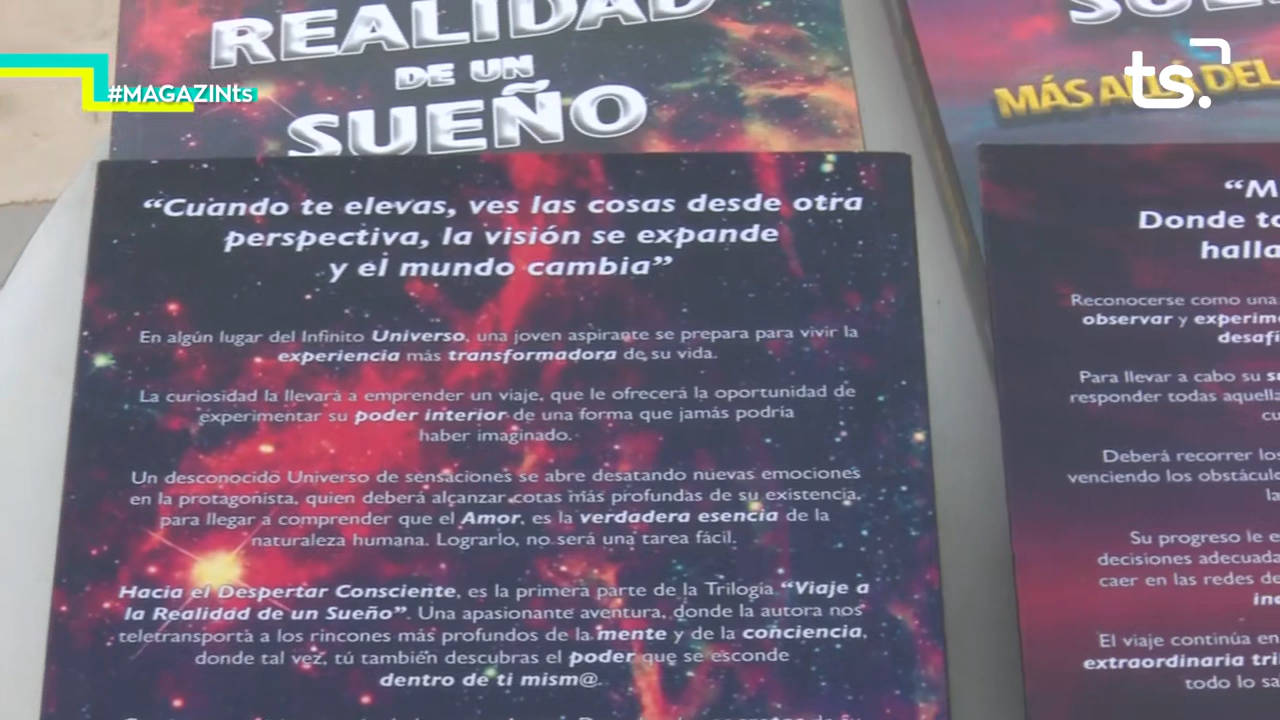 REALIDAD
DE UN
SUEÑO
#MAGAZINts
ts.
MÁS ALLÁ DEL
“Cuando te elevas, ves las cosas desde otra
perspectiva, la visión se expande
y el mundo cambia”
En algún lugar del Infinito Universo, una joven aspirante se prepara para vivir la
experiencia más transformadora de su vida.
La curiosidad la llevará a emprender un viaje, que le ofrecerá la oportunidad de
experimentar su poder interior de una forma que jamás podría
haber imaginado.
Un desconocido Universo de sensaciones se abre desatando nuevas emociones
en la protagonista, quien deberá alcanzar cotas más profundas de su existencia,
para llegar a comprender que el Amor, es la verdadera esencia de la
naturaleza humana. Lograrlo, no será una tarea fácil.
Hacia el Despertar Consciente, es la primera parte de la Trilogía “Viaje a
la Realidad de un Sueño”. Una apasionante aventura, donde la autora nos
teletransporta a los rincones más profundos de la mente y de la conciencia,
donde tal vez, tú también descubras el poder que se esconde
dentro de ti mism@.
“M
Donde to
halla
Reconocerse como una
observar y experim
desafí
Para llevar a cabo su s
responder todas aquella
cu
Deberá recorrer los
venciendo los obstáculo
la
Su progreso le e
decisiones adecuada
caer en las redes de
inc
El viaje continúa en
extraordinaria tri
todo lo sa